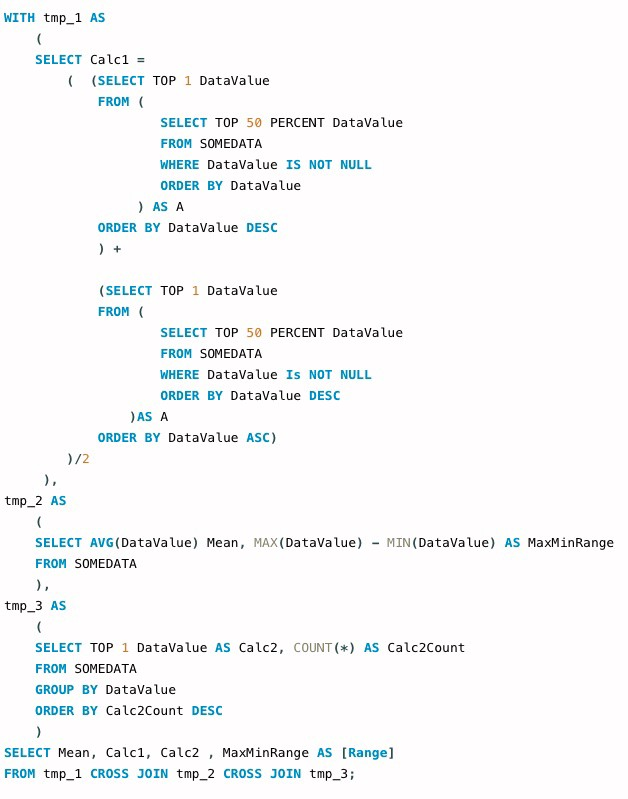 WITH tmp_1 AS
(
SELECT Calc1 =
( (SELECT TOP 1 DataValue
FROM (
SELECT TOP 50 PERCENT DataValue
FROM SOMEDATA
WHERE DataValue IS NOT NULL
ORDER BY DataValue
) AS A
ORDER BY DataValue DESC
) +
(SELECT TOP 1 DataValue
FROM (
SELECT TOP 50 PERCENT DataValue
FROM SOMEDATA
WHERE DataValue Is NOT NULL
ORDER BY DataValue DESC
)AS A
ORDER BY DataValue ASC)
)/2
),
tmp_2 AS
(
SELECT AVG(DataValue) Mean, MAX(DataValue) - MIN(DataValue) AS MaxMinRange
FROM SOMEDATA
),
tmp_3 AS
(
SELECT TOP 1 DataValue AS Calc2, COUNT(*) AS Calc2Count
FROM SOMEDATA
GROUP BY DataValue
ORDER BY Calc2Count DESC
)
SELECT Mean, Calc1, Calc2 , MaxMinRange AS [Range]
FROM tmp_1 CROSS JOIN tmp_2 CROSS JOIN tmp_3;